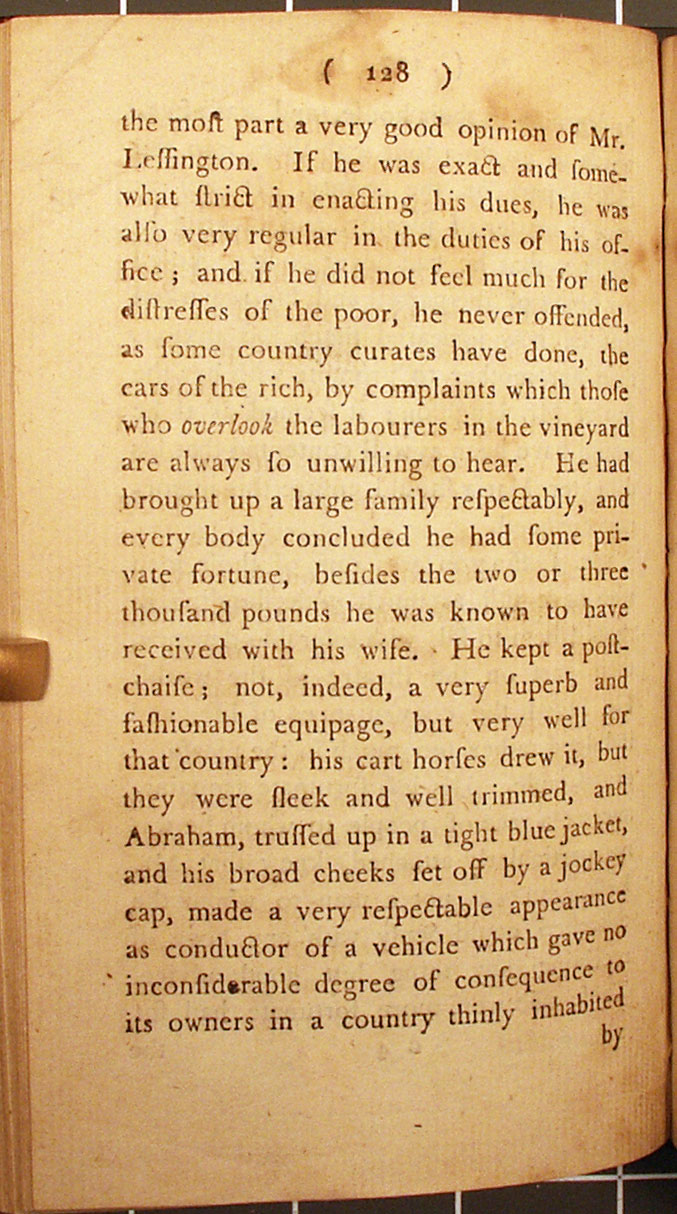 ( 128 )
the moſt part a very good opinion of Mr.
Leſſington. If he was exact and ſome-
what ſtrict in enacting his dues, he was
alſo very regular in the duties of his of-
fice; and if he did not feel much for the
diſtreſſes of the poor, he never offended,
as ſome country curates have done, the
ears of the rich, by complaints which thoſe
who overlook the labourers in the vineyard
are always ſo unwilling to hear. He had
brought up a large family reſpectably, and
every body concluded he had ſome pri-
vate fortune, beſides the two or three
thouſand pounds he was known to have
received with his wife. He kept a poſt-
chaiſe; not, indeed, a very ſuperb and
faſhionable equipage, but very well for
that country: his cart horſes drew it, but
they were ſleek and well trimmed, and
Abraham, truſſed up in a tight blue jacket,
and his broad cheeks ſet off by a jockey
cap, made a very reſpectable appearance
as conductor of a vehicle which gave no
inconſiderable degree of conſequence to
its owners in a country thinly inhabited
by